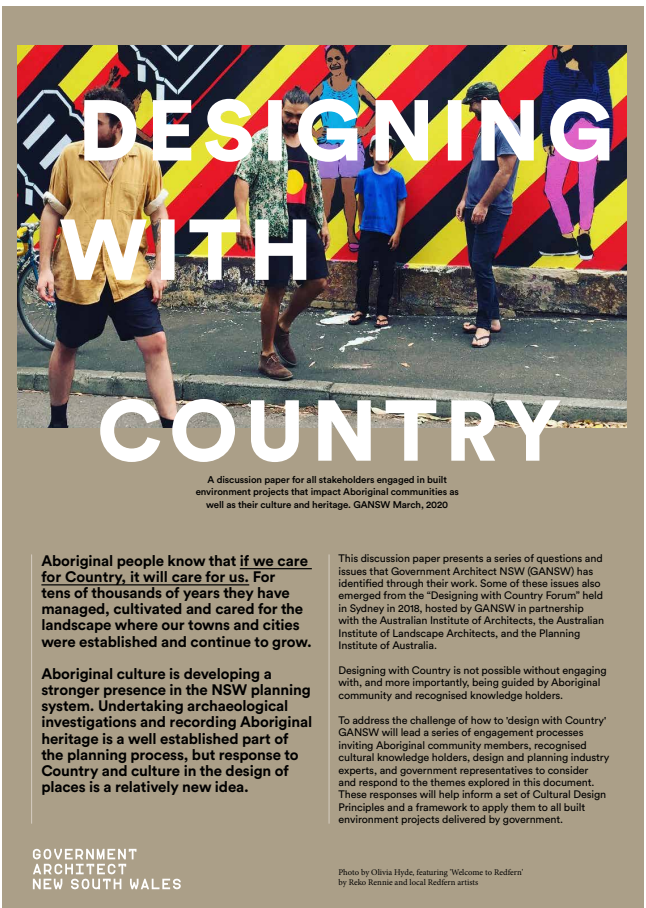 DESIGNING
WITH
COUNTRY
A discussion paper for all stakeholders engaged in built
environment projects that impact Aboriginal communities as
well as their culture and heritage. GANSW March, 2020
Aboriginal people know that if we care
for Country, it will care for us. For
tens of thousands of years they have
managed, cultivated and cared for the
landscape where our towns and cities
were established and continue to grow.
Aboriginal culture is developing a
stronger presence in the NSW planning
system. Undertaking archaeological
investigations and recording Aboriginal
heritage is a well established part of
the planning process, but response to
Country and culture in the design of
places is a relatively new idea.
This discussion paper presents a series of questions and
issues that Government Architect NSW (GANSW) has
identified through their work. Some of these issues also
emerged from the “Designing with Country Forum” held
in Sydney in 2018, hosted by GANSW in partnership
with the Australian Institute of Architects, the Australian
Institute of Landscape Architects, and the Planning
Institute of Australia.
Designing with Country is not possible without engaging
with, and more importantly, being guided by Aboriginal
community and recognised knowledge holders.
To address the challenge of how to ‘design with Country’
GANSW will lead a series of engagement processes
inviting Aboriginal community members, recognised
cultural knowledge holders, design and planning industry
experts, and government representatives to consider
and respond to the themes explored in this document.
These responses will help inform a set of Cultural Design
Principles and a framework to apply them to all built
environment projects delivered by government.
GOVERNMENT
ARCHITECT
NEW SOUTH WALES
Photo by Olivia Hyde, featuring 'Welcome to Redfern'
by Reko Rennie and local Redfern artists